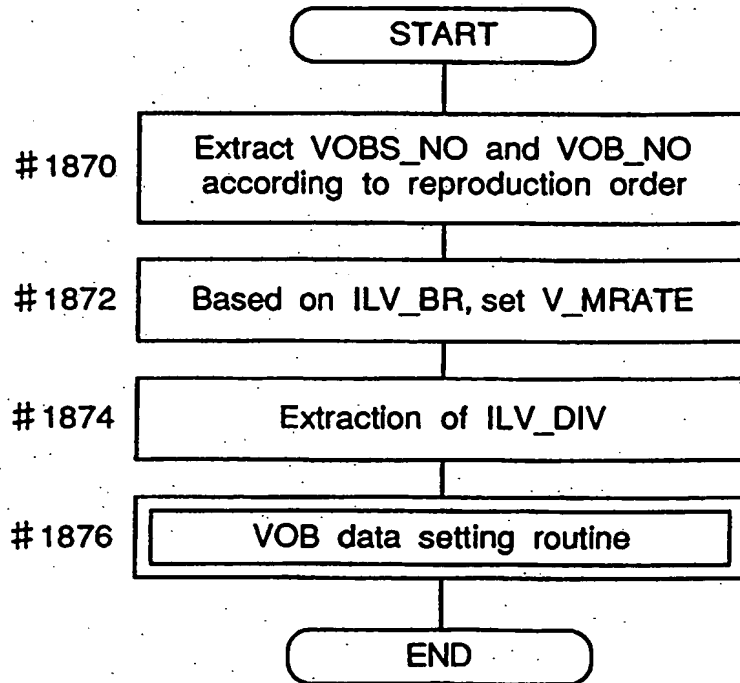 START
#1870
Extract VOBS_NO and VOB_NO
according to reproduction order
#1872
Based on ILV_BR, set V_MRATE
#1874
Extraction of ILV_DIV
#1876
VOB data setting routine
END